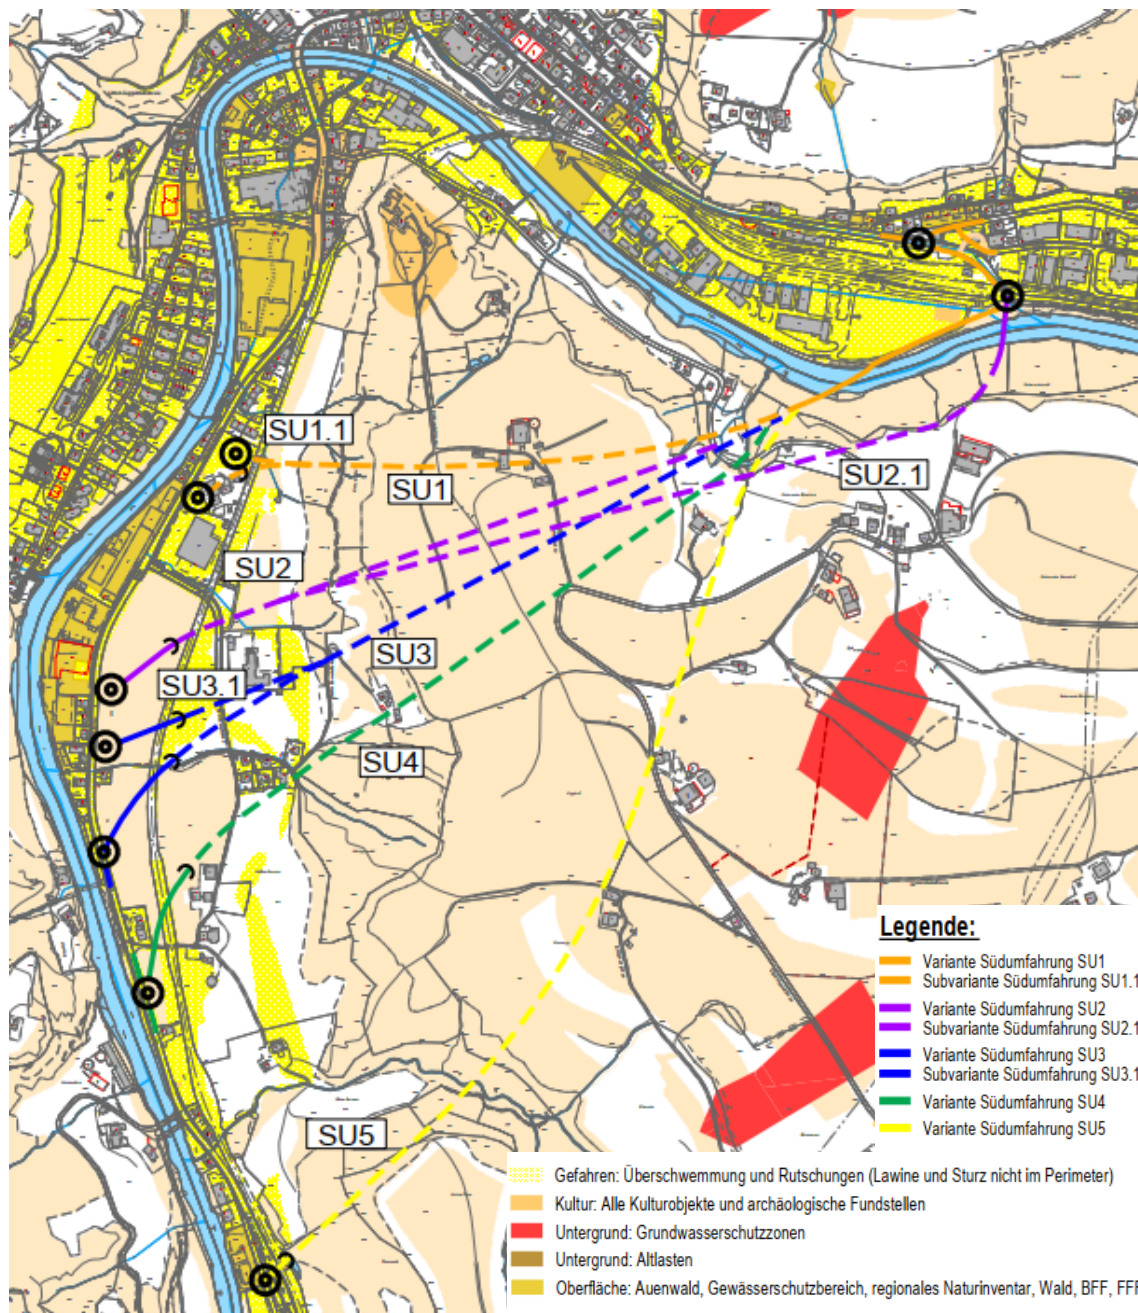 SU1.1
SU1
SU2.1
SU2
SU3
SU3.1
SU4
SU5
Legende:
Variante Südumfahrung SU1
Subvariante Südumfahrung SU1.1
Variante Südumfahrung SU2
Subvariante Südumfahrung SU2.1
Variante Südumfahrung SU3
Subvariante Südumfahrung SU3.1
Variante Südumfahrung SU4
Variante Südumfahrung SU5
Gefahren: Überschwemmung und Rutschungen (Lawine und Sturz nicht im Perimeter)
Kultur: Alle Kulturobjekte und archäologische Fundstellen
Untergrund: Grundwasserschutzzonen
Untergrund: Altlasten
Oberfläche: Auenwald, Gewässerschutzbereich, regionales Naturinventar, Wald, BFF,